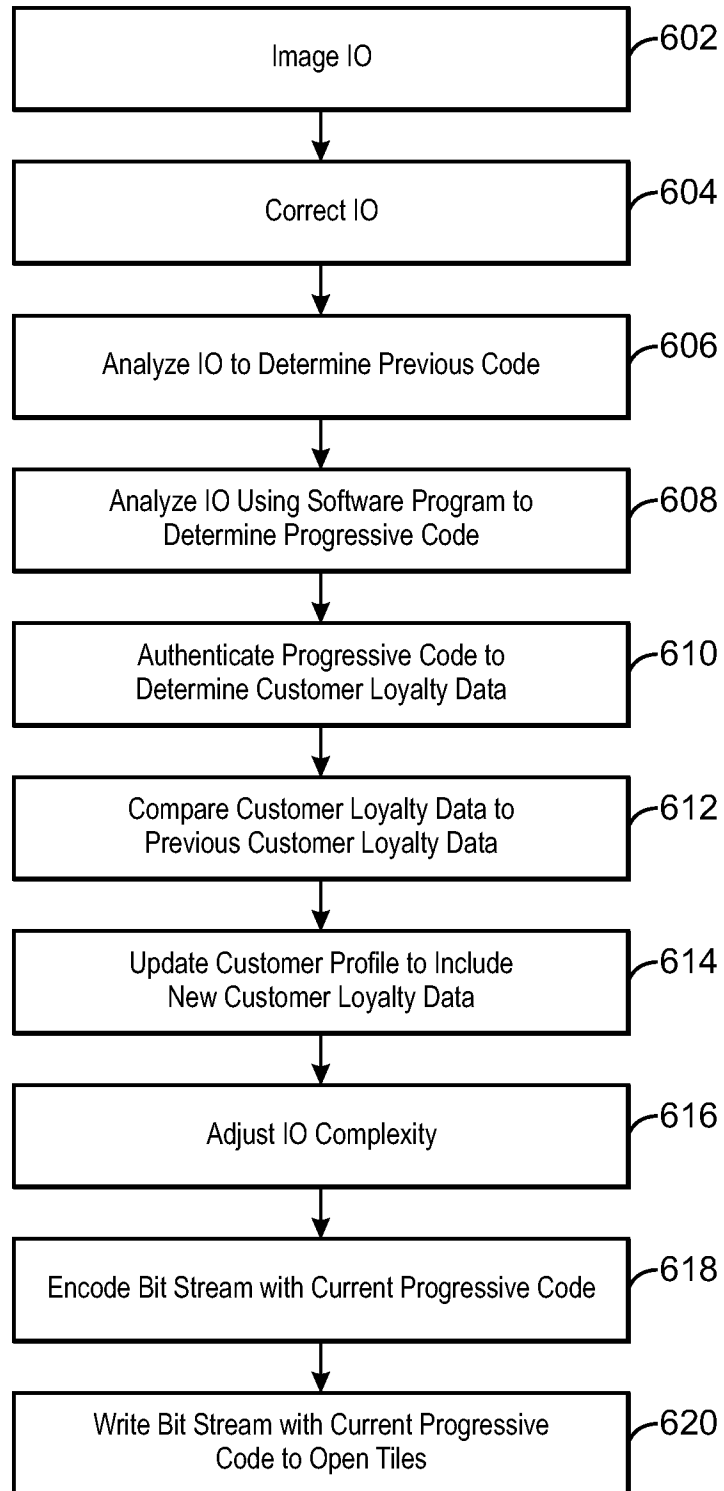 Image IO
602
Correct IO
604
Analyze IO to Determine Previous Code
606
Analyze IO Using Software Program to
Determine Progressive Code
608
Authenticate Progressive Code to
Determine Customer Loyalty Data
610
Compare Customer Loyalty Data to
Previous Customer Loyalty Data
612
Update Customer Profile to Include
New Customer Loyalty Data
614
Adjust IO Complexity
616
Encode Bit Stream with Current Progressive Code
618
Write Bit Stream with Current Progressive
Code to Open Tiles
620